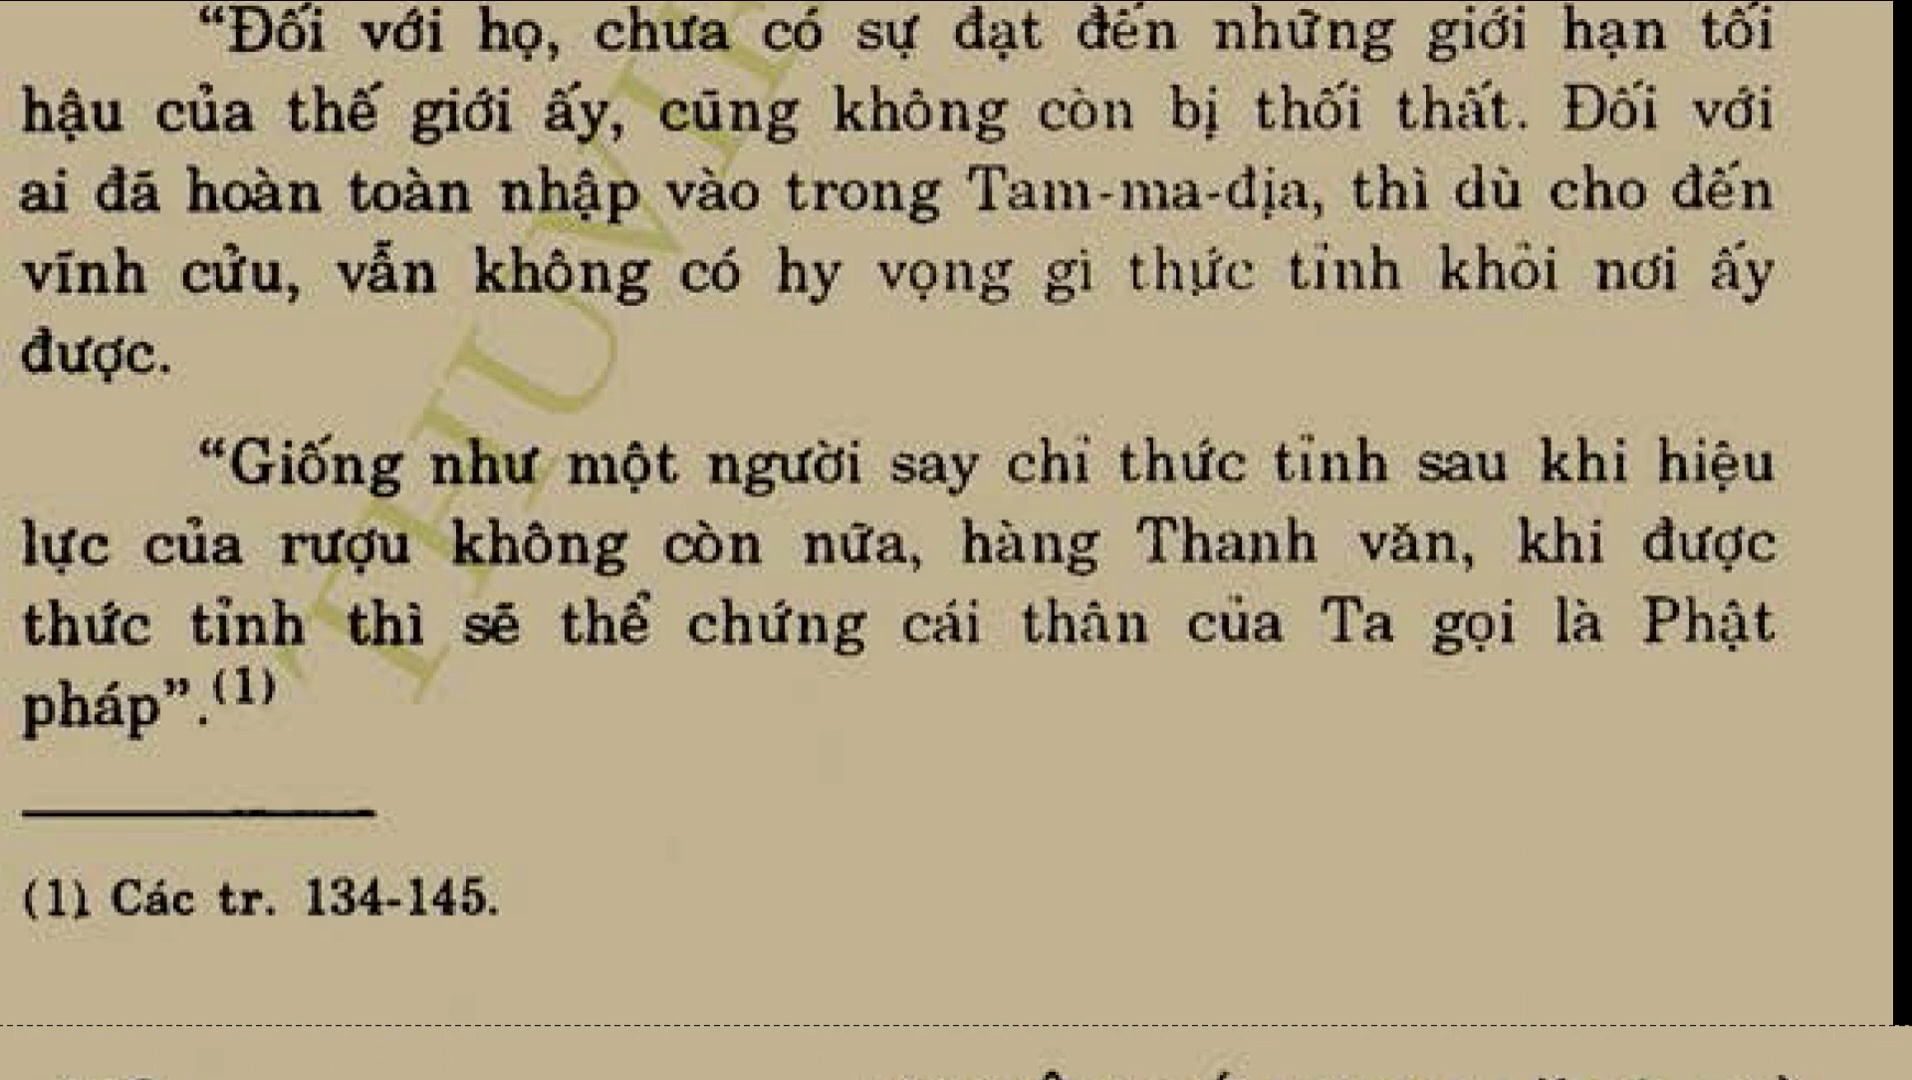 “Đối với họ, chưa có sự đạt đến những giới hạn tối
hậu của thế giới ấy, cũng không còn bị thối thất. Đối với
ai đã hoàn toàn nhập vào trong Tam-ma-địa, thì dù cho đến
vĩnh cửu, vẫn không có hy vọng gì thực tỉnh khỏi nơi ấy
được.
“Giống như một người say chỉ thức tỉnh sau khi hiệu
lực của rượu không còn nữa, hàng Thanh văn, khi được
thức tỉnh thì sẽ thể chứng cái thân của Ta gọi là Phật
pháp”.(1)
(1) Các tr. 134-145.